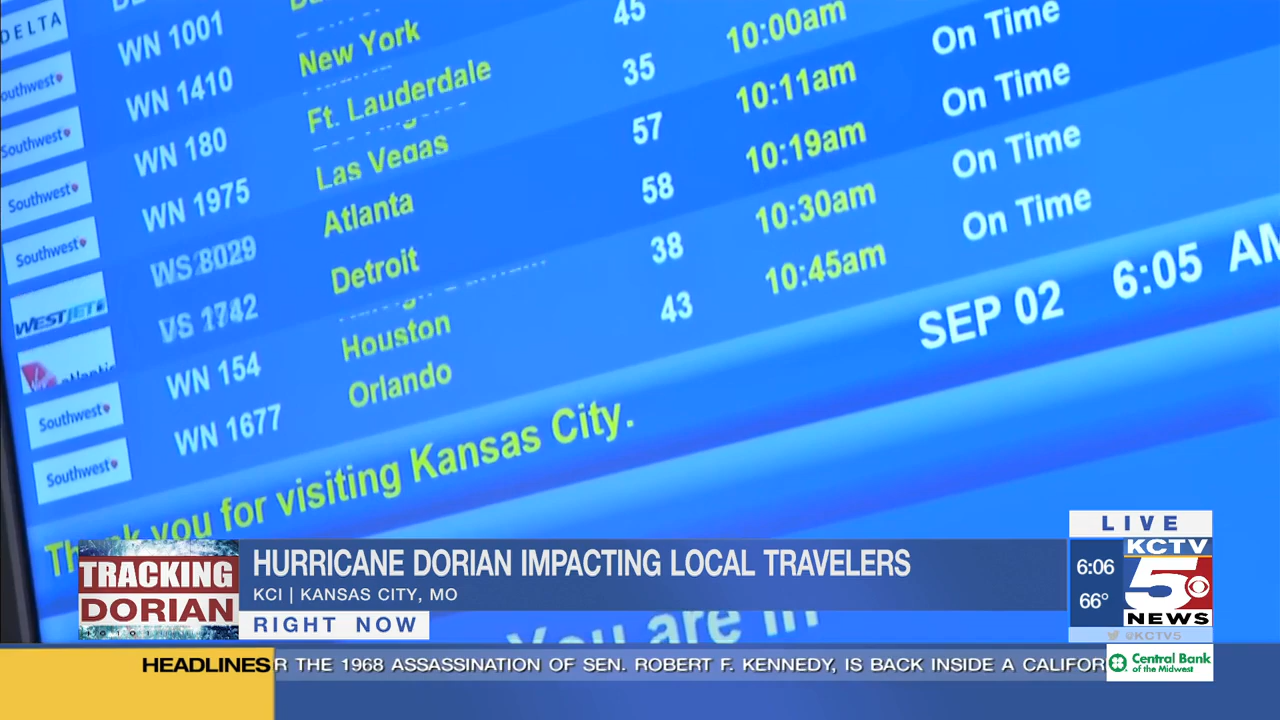 DELTA
WN 1001 New York 45 10:00am On Time
Southwest WN 1410 Ft. Lauderdale 35 10:11am On Time
Southwest WN 180 Las Vegas 57 10:19am On Time
Southwest WN 1975 Atlanta 58 10:30am On Time
Southwest Detroit 38 10:45am
WESTJET
atlantic
Southwest WN 154 Houston 43
Southwest WN 1677 Orlando
SEP 02 6:05 AM
Thank you for visiting Kansas City.
You are in
TRACKING DORIAN
HURRICANE DORIAN IMPACTING LOCAL TRAVELERS
KCI | KANSAS CITY, MO
RIGHT NOW
LIVE
6:06
66°
KCTV
5
NEWS
@KCTV5
HEADLINES R THE 1968 ASSASSINATION OF SEN. ROBERT F. KENNEDY, IS BACK INSIDE A CALIFOR
Central Bank
of the Midwest